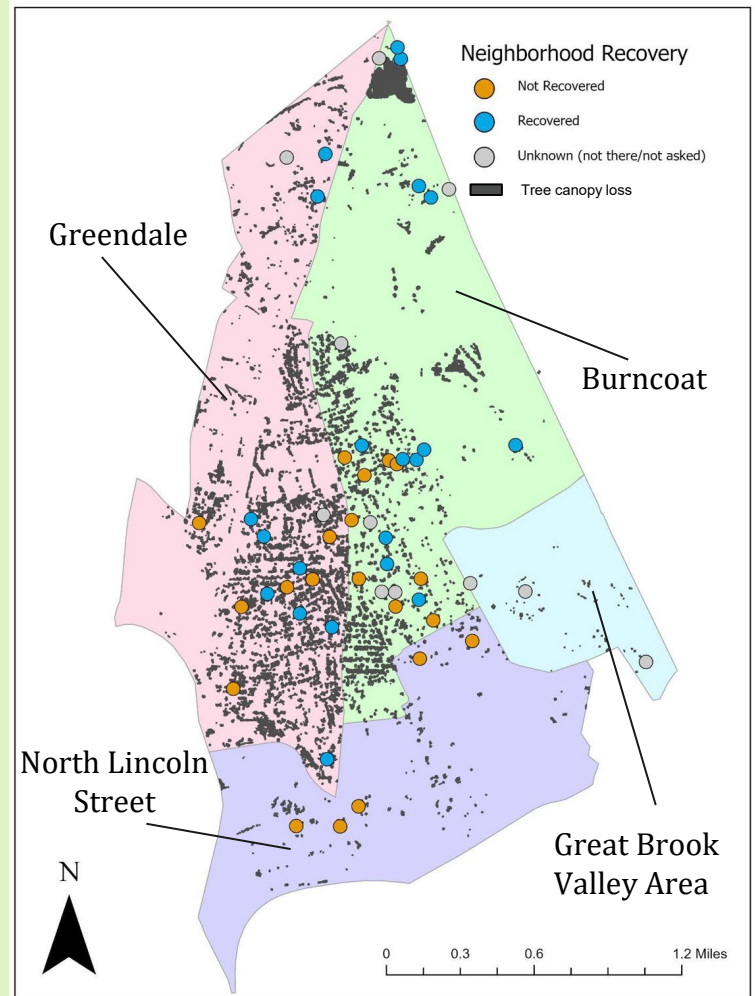 Neighborhood Recovery
Not Recovered
Recovered
Unknown (not there/not asked)
Tree canopy loss
Greendale
Burncoat
North Lincoln
Street
Great Brook
Valley Area
N
0 0.3 0.6 1.2 Miles